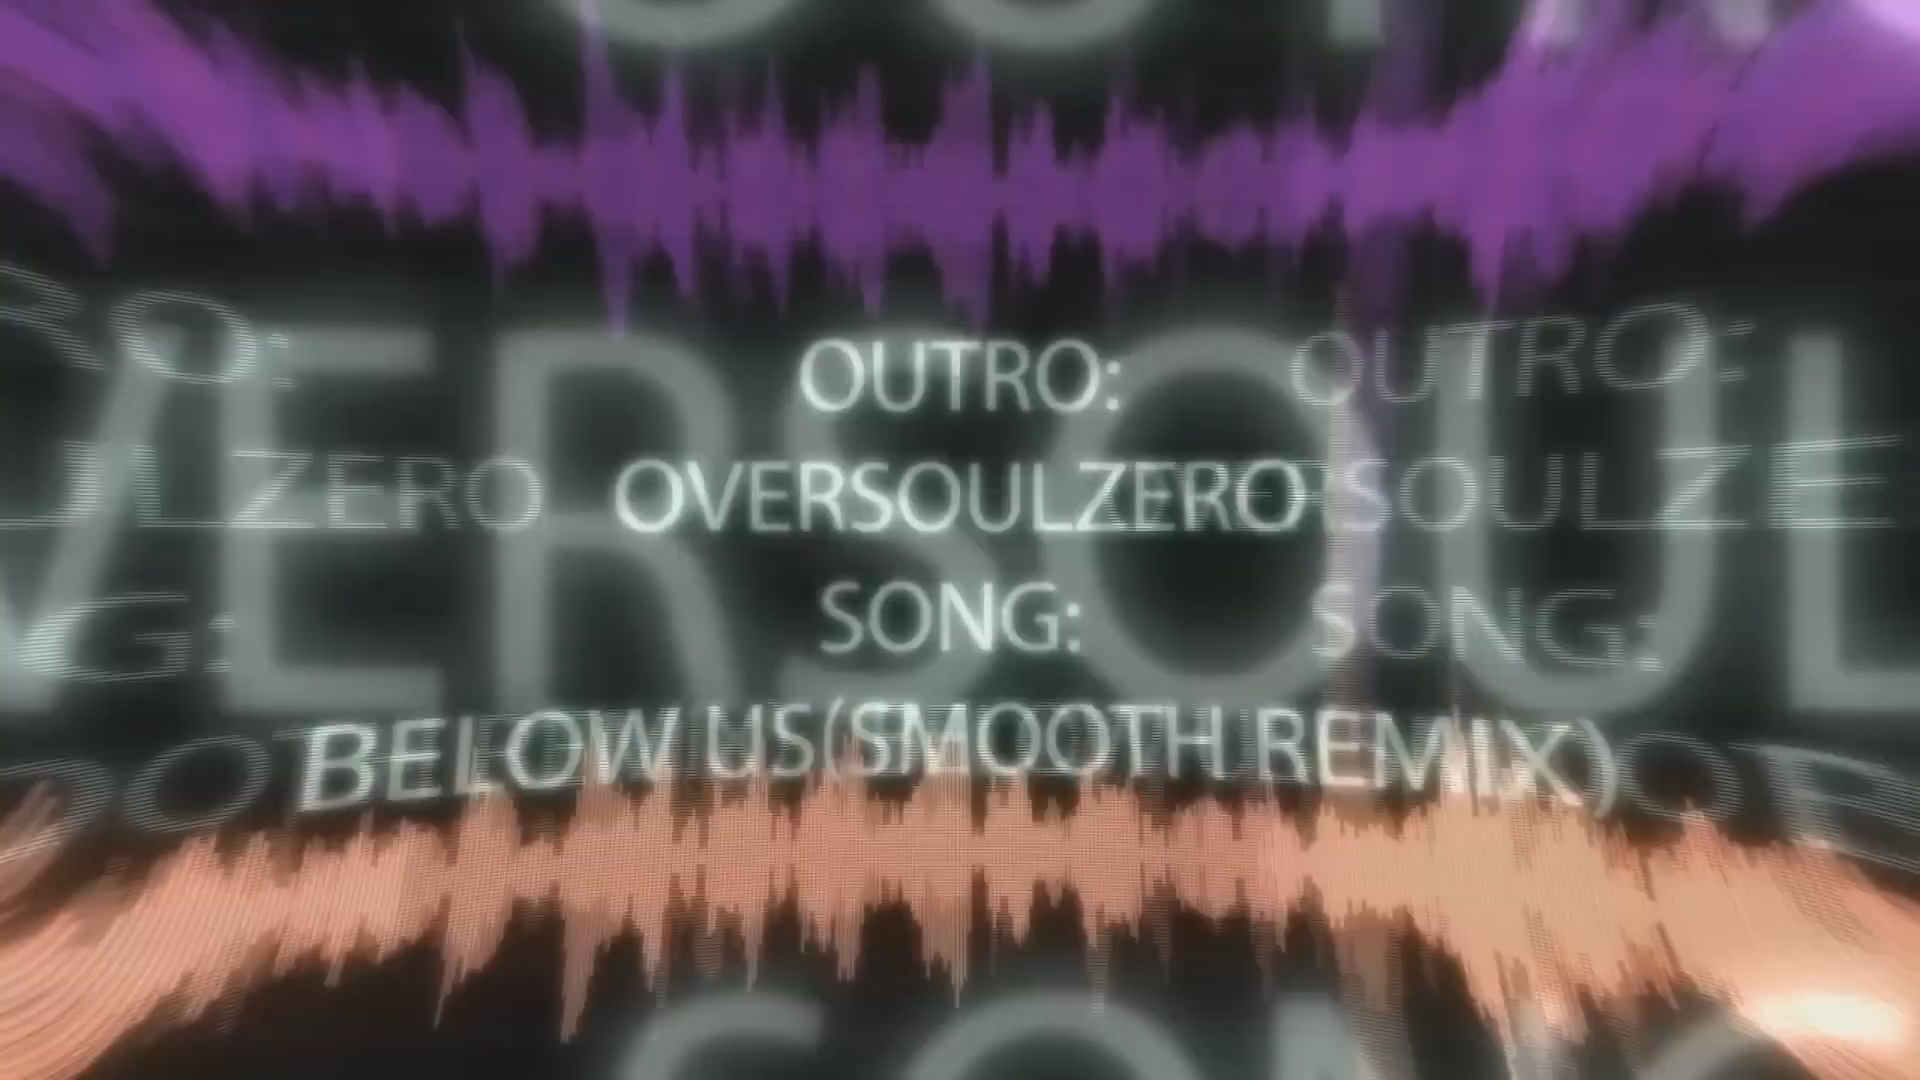 OUTRO:
OVERSOULZERO
SONG:
BELOW US(SMOOTH REMIX)